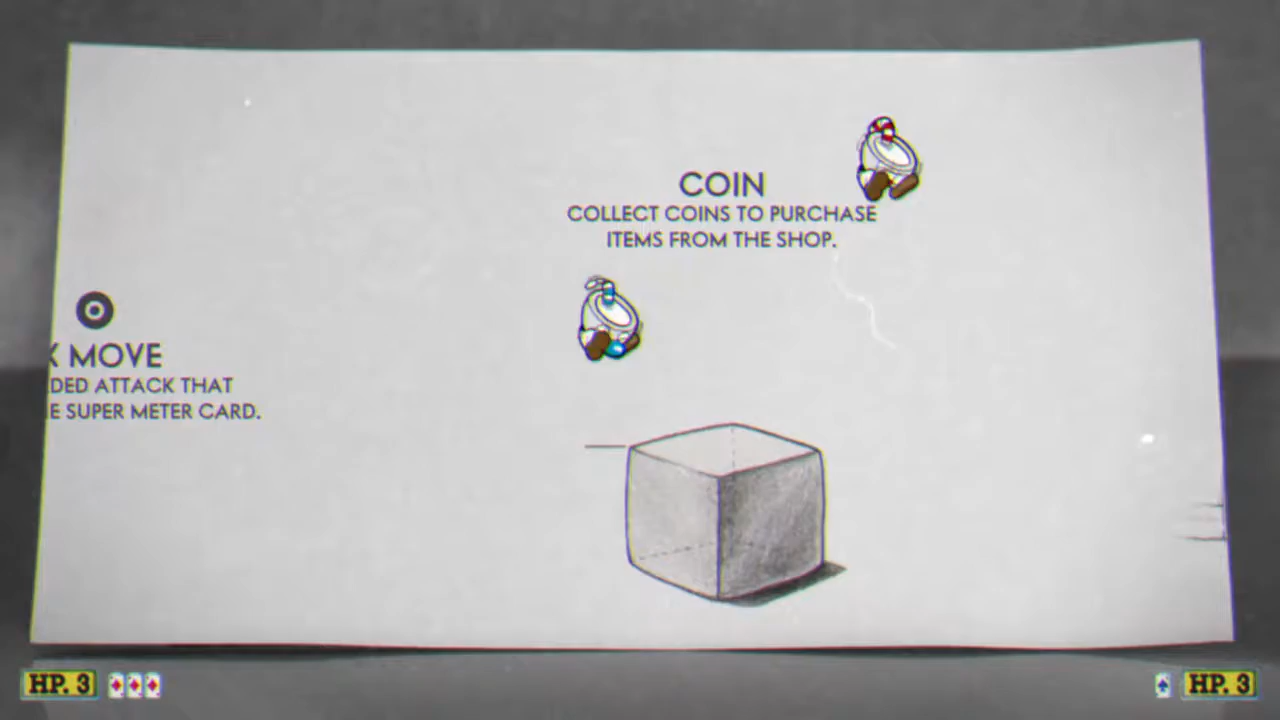 COIN
COLLECT COINS TO PURCHASE
ITEMS FROM THE SHOP.
MOVE
ATTACK THAT
SUPER METER CARD.
HP. 3
HP. 3